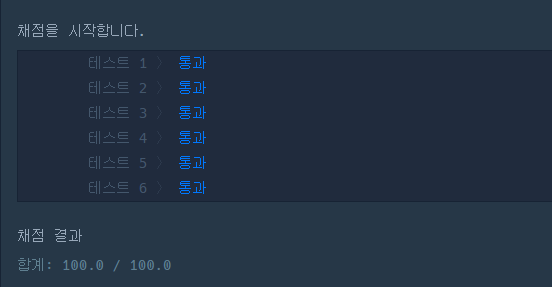 채점을 시작합니다.
테스트 1 〉 통과
테스트 2 〉 통과
테스트 3 〉 통과
테스트 4 〉 통과
테스트 5 〉 통과
테스트 6 〉 통과
채점 결과
합계: 100.0 / 100.0